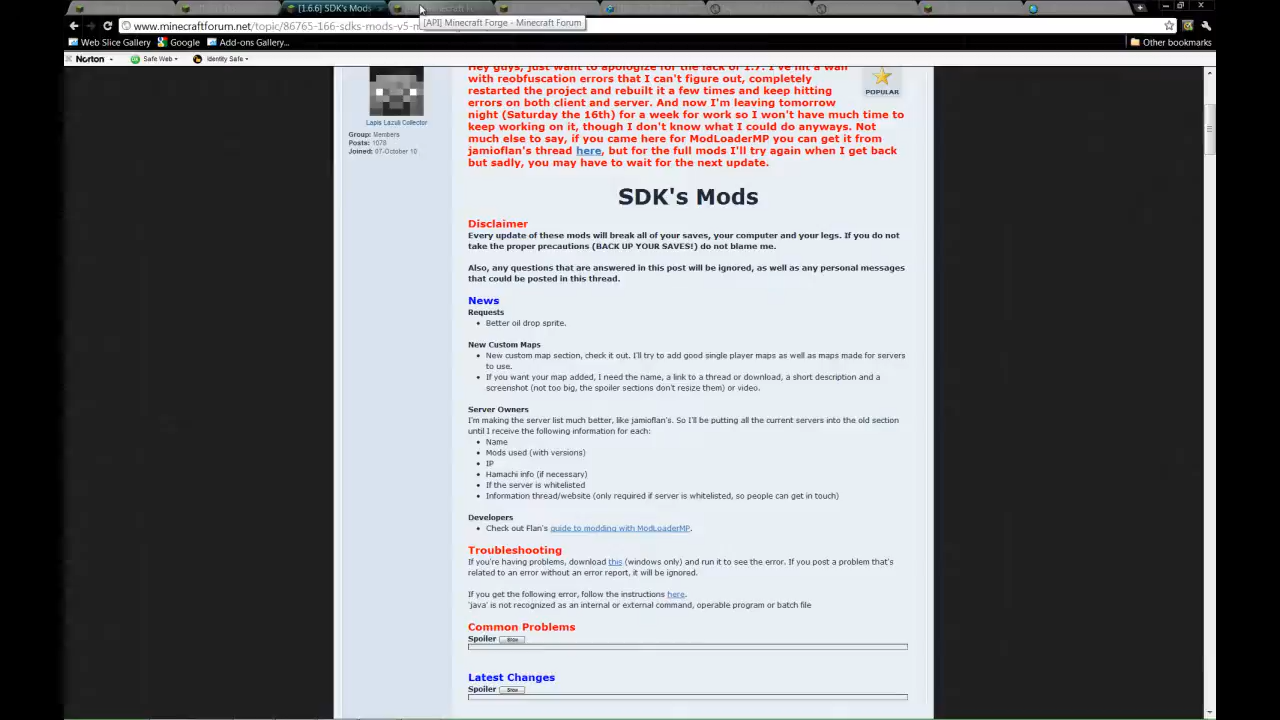 [1.6.6] SDK's Mods
[API] Minecraft Forge - Minecraft Forum
www.minecraftforum.net/topic/86765-166-sdks-mods-v5-m
Web Slice Gallery
Google
Add-ons Gallery...
Other bookmarks
Norton
Safe Web
Identity Safe
with reobfuscation errors that I can't figure out, completely
restarted the project and rebuilt it a few times and keep hitting
errors on both client and server. And now I'm leaving tomorrow
night (Saturday the 16th) for a week for work so I won't have much time to
keep working on it, though I don't know what I could do anyways. Not
much else to say, if you came here for ModLoaderMP you can get it from
jamioflan's thread here, but for the full mods I'll try again when I get back
but sadly, you may have to wait for the next update.
POPULAR
Lapis Lazuli Collector
Group: Members
Posts: 1078
Joined: 07-October 10
SDK's Mods
Disclaimer
Every update of these mods will break all of your saves, your computer and your legs. If you do not
take the proper precautions (BACK UP YOUR SAVES!) do not blame me.
Also, any questions that are answered in this post will be ignored, as well as any personal messages
that could be posted in this thread.
News
Requests
• Better oil drop sprite.
New Custom Maps
• New custom map section, check it out. I'll try to add good single player maps as well as maps made for servers
to use.
• If you want your map added, I need the name, a link to a thread or download, a short description and a
screenshot (not too big, the spoiler sections don't resize them) or video.
Server Owners
I'm making the server list much better, like jamioflan's. So I'll be putting all the current servers into the old section
until I receive the following information for each:
• Name
• Mods used (with versions)
• IP
• Hamachi info (if necessary)
• If the server is whitelisted
• Information thread/website (only required if server is whitelisted, so people can get in touch)
Developers
• Check out Flan's guide to modding with ModLoaderMP.
Troubleshooting
If you're having problems, download this (windows only) and run it to see the error. If you post a problem that's
related to an error without an error report, it will be ignored.
If you get the following error, follow the instructions here.
'java' is not recognized as an internal or external command, operable program or batch file
Common Problems
Spoiler
Latest Changes
Spoiler